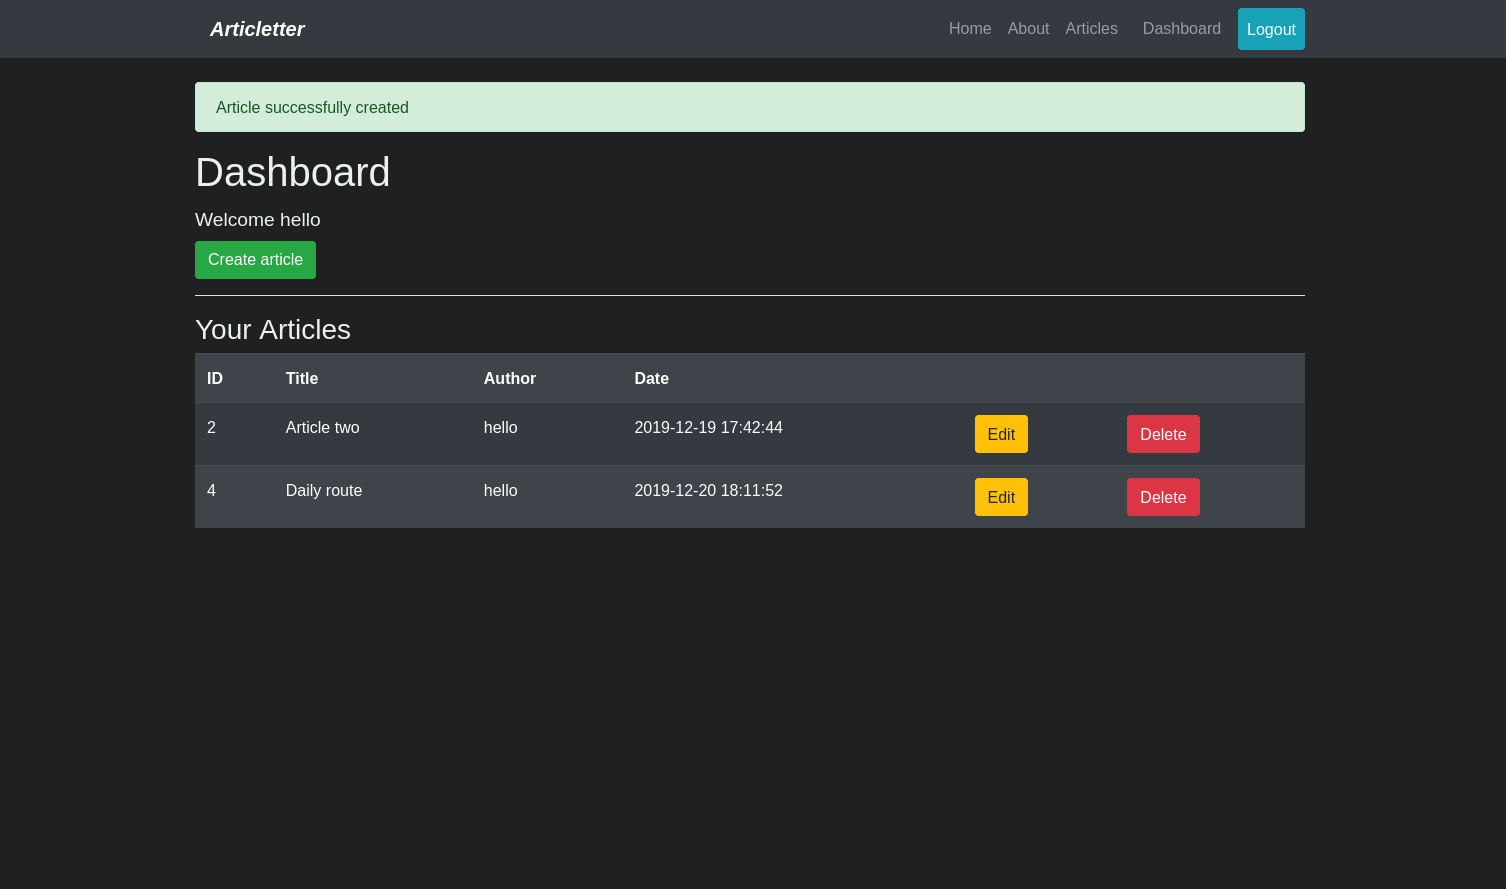 Articletter Home About Articles Dashboard Logout
Article successfully created
Dashboard
Welcome hello
Create article
Your Articles
ID Title Author Date
2 Article two hello 2019-12-19 17:42:44 Edit Delete
4 Daily route hello 2019-12-20 18:11:52 Edit Delete